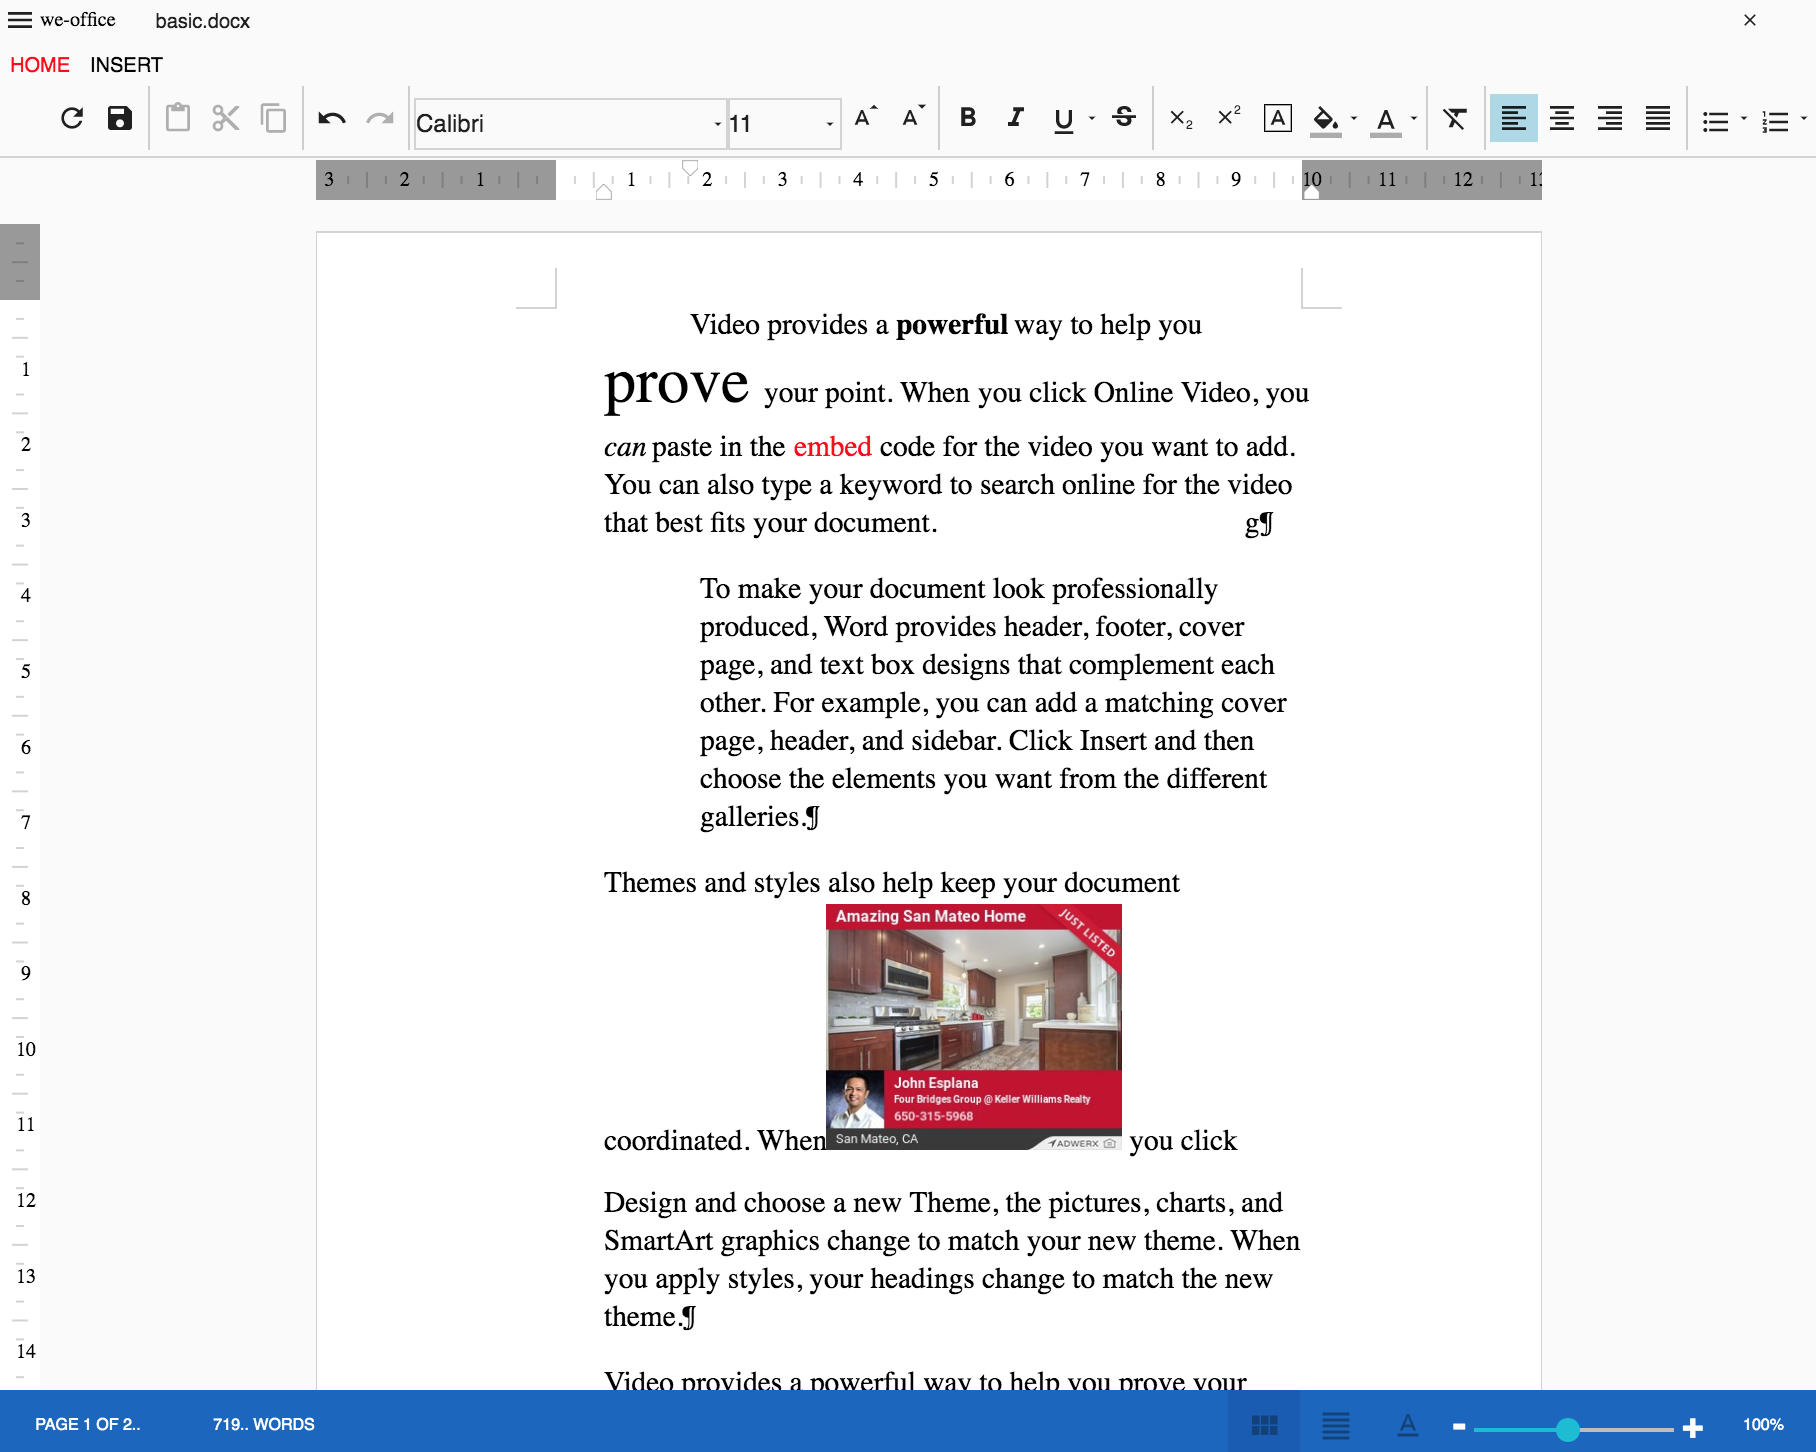 we-office basic.docx ×
HOME INSERT
Calibri 11 A A B I U S X2 X2 A A
3 2 1 1 2 3 4 5 6 7 8 9 10 11 12
Video provides a powerful way to help you
prove your point. When you click Online Video, you
can paste in the embed code for the video you want to add.
You can also type a keyword to search online for the video
that best fits your document. g¶
To make your document look professionally
produced, Word provides header, footer, cover
page, and text box designs that complement each
other. For example, you can add a matching cover
page, header, and sidebar. Click Insert and then
choose the elements you want from the different
galleries.¶
Themes and styles also help keep your document
Amazing San Mateo Home
JUST LISTED
John Esplana
Four Bridges Group @ Keller Williams Realty
650-315-5968
San Mateo, CA ADWERX
coordinated. When you click
Design and choose a new Theme, the pictures, charts, and
SmartArt graphics change to match your new theme. When
you apply styles, your headings change to match the new
theme.¶
Video provides a powerful way to help you prove your
1
2
3
4
5
6
7
8
9
10
11
12
13
14
PAGE 1 OF 2.. 719.. WORDS A 100%